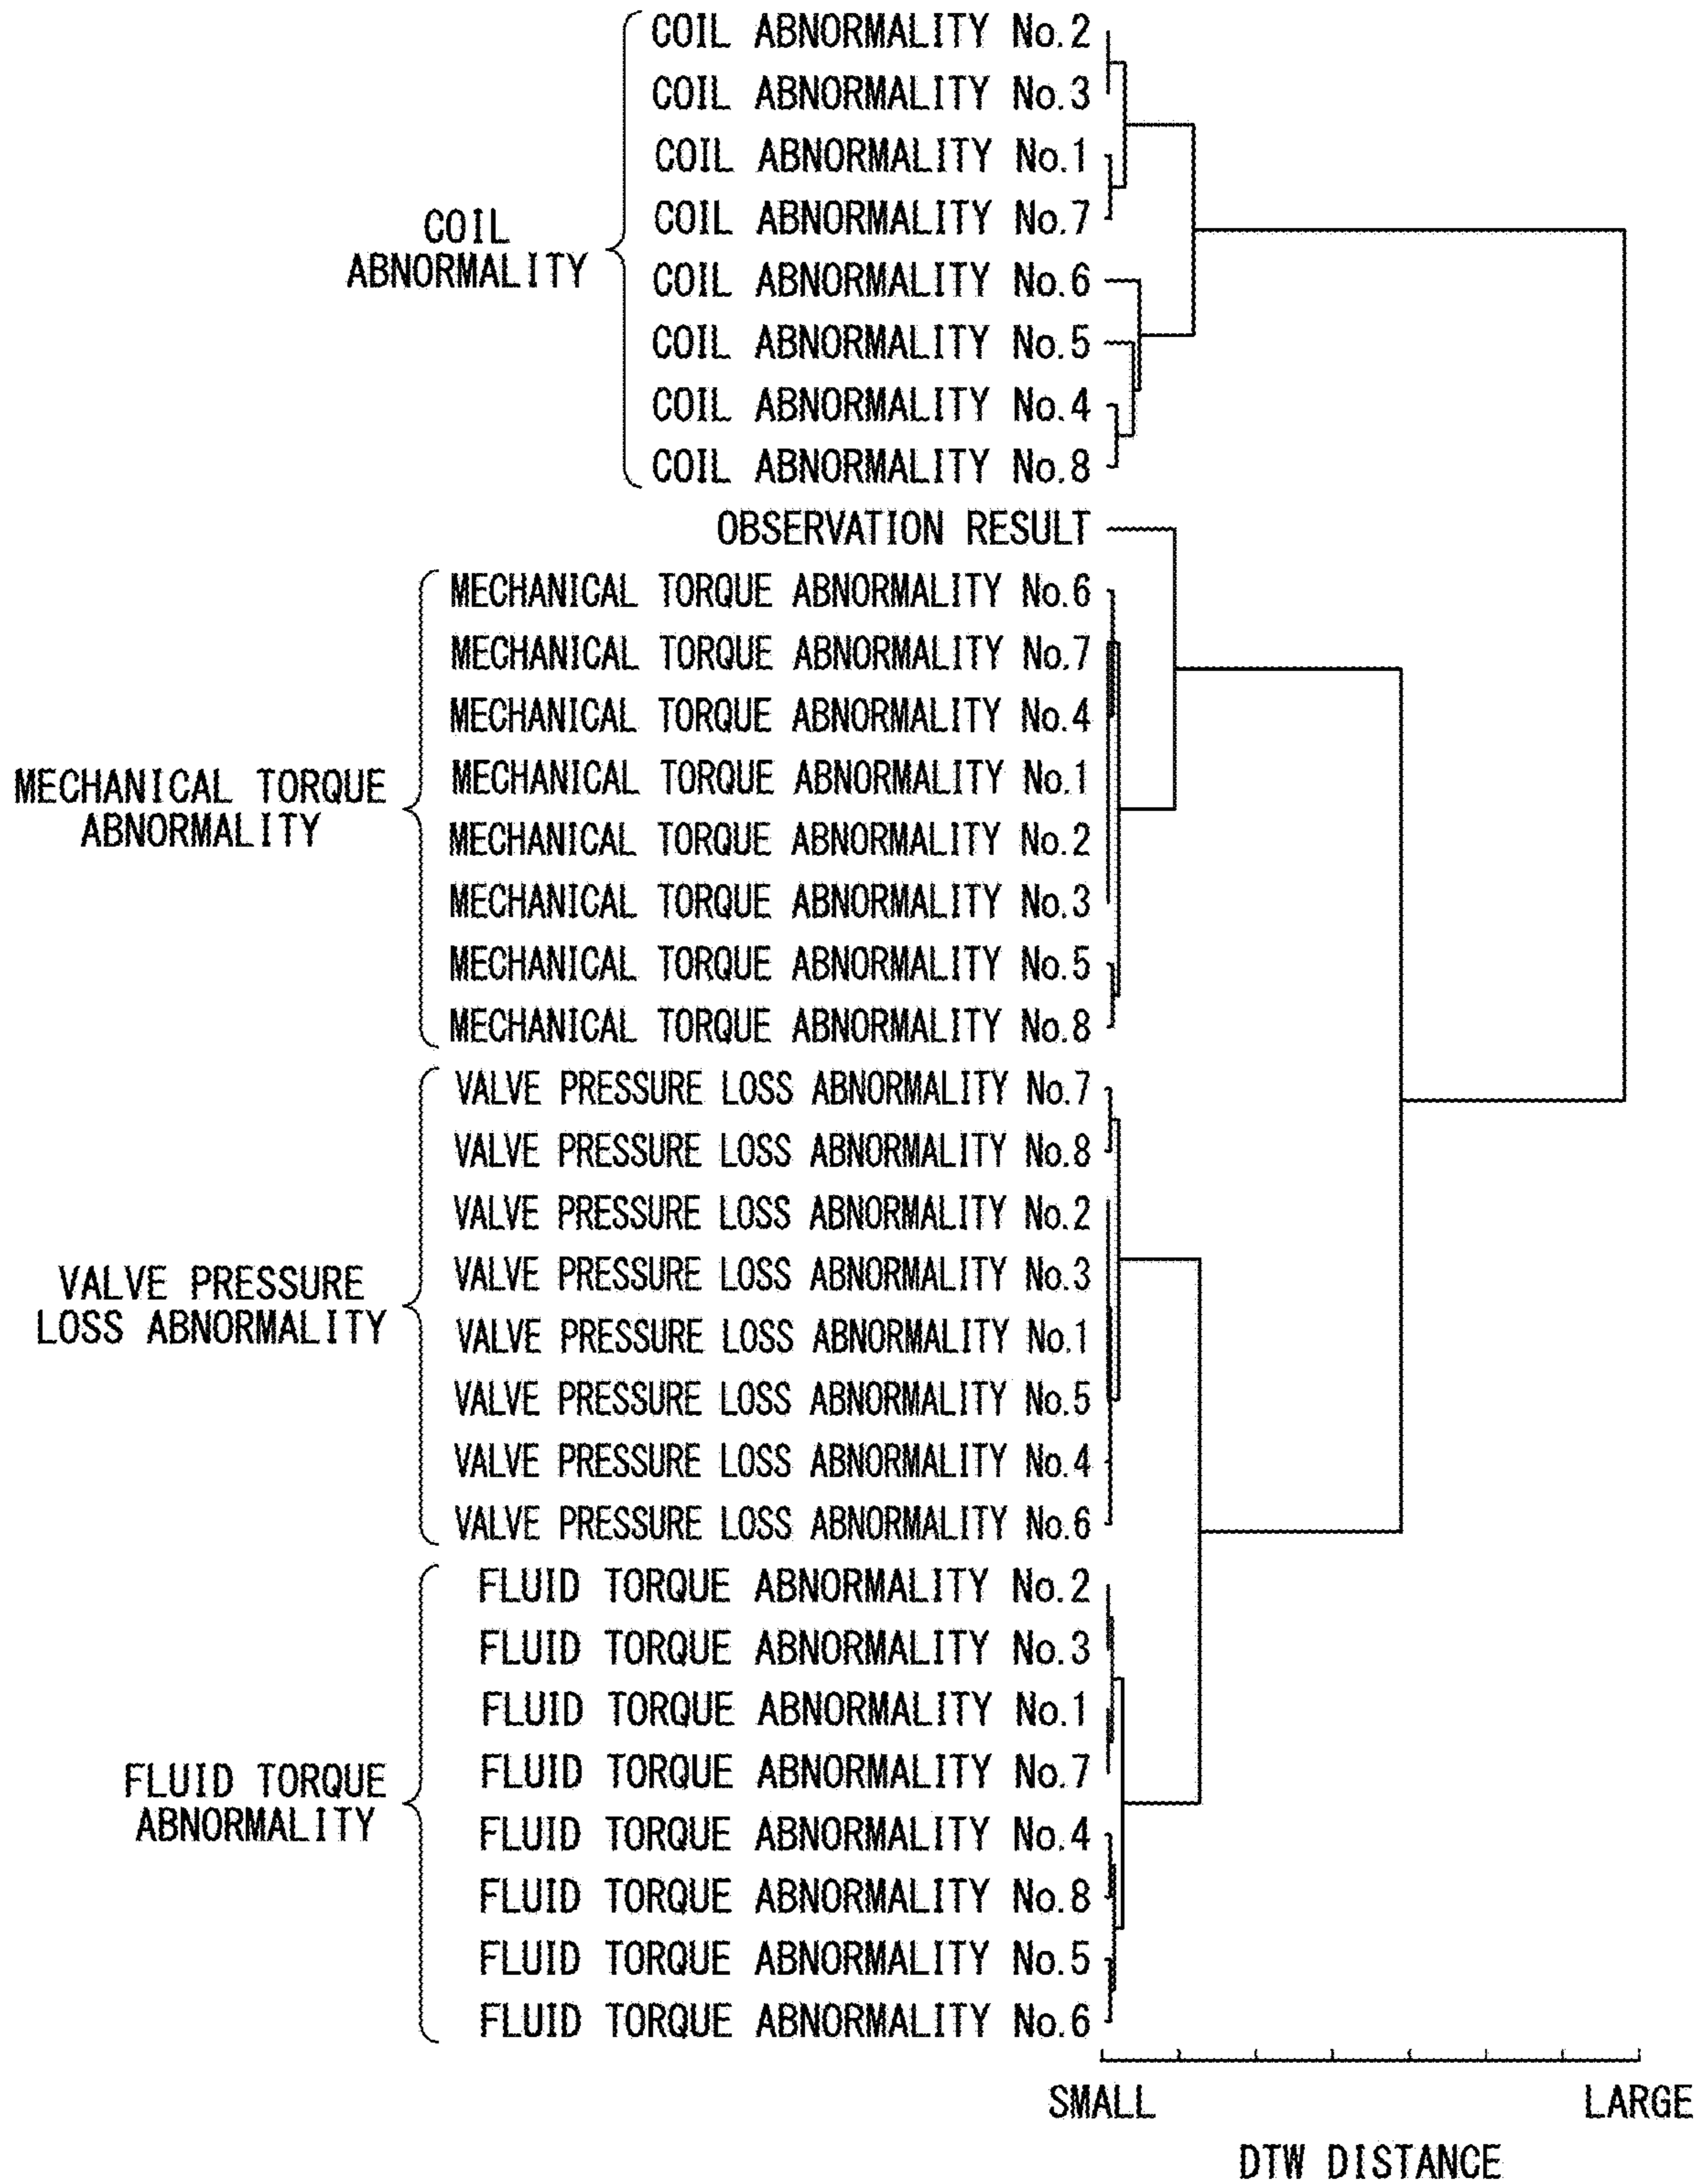 COIL ABNORMALITY No.2
COIL ABNORMALITY No.3
COIL ABNORMALITY No.1
COIL ABNORMALITY No.7
COIL ABNORMALITY No.6
COIL ABNORMALITY No.5
COIL ABNORMALITY No.4
COIL ABNORMALITY No.8
COIL
ABNORMALITY
OBSERVATION RESULT
MECHANICAL TORQUE ABNORMALITY No.6
MECHANICAL TORQUE ABNORMALITY No.7
MECHANICAL TORQUE ABNORMALITY No.4
MECHANICAL TORQUE ABNORMALITY No.1
MECHANICAL TORQUE ABNORMALITY No.2
MECHANICAL TORQUE ABNORMALITY No.3
MECHANICAL TORQUE ABNORMALITY No.5
MECHANICAL TORQUE ABNORMALITY No.8
MECHANICAL TORQUE
ABNORMALITY
VALVE PRESSURE LOSS ABNORMALITY No.7
VALVE PRESSURE LOSS ABNORMALITY No.8
VALVE PRESSURE LOSS ABNORMALITY No.2
VALVE PRESSURE LOSS ABNORMALITY No.3
VALVE PRESSURE LOSS ABNORMALITY No.1
VALVE PRESSURE LOSS ABNORMALITY No.5
VALVE PRESSURE LOSS ABNORMALITY No.4
VALVE PRESSURE LOSS ABNORMALITY No.6
VALVE PRESSURE
LOSS ABNORMALITY
FLUID TORQUE ABNORMALITY No.2
FLUID TORQUE ABNORMALITY No.3
FLUID TORQUE ABNORMALITY No.1
FLUID TORQUE ABNORMALITY No.7
FLUID TORQUE ABNORMALITY No.4
FLUID TORQUE ABNORMALITY No.8
FLUID TORQUE ABNORMALITY No.5
FLUID TORQUE ABNORMALITY No.6
FLUID TORQUE
ABNORMALITY
SMALL
LARGE
DTW DISTANCE